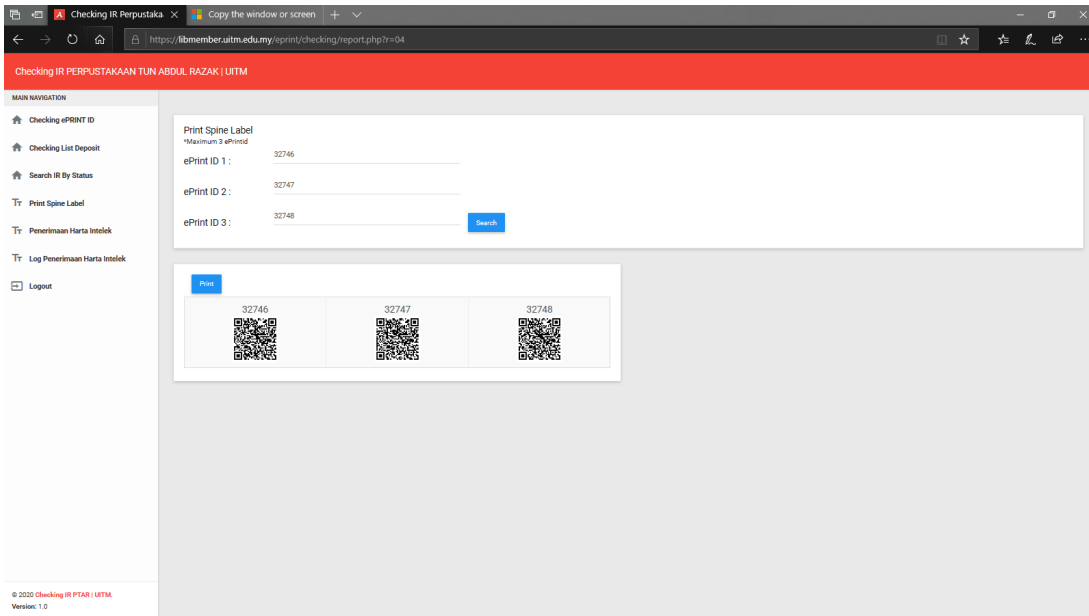 Checking IR Perpustaka
Copy the window or screen
https://libmember.uitm.edu.my/eprint/checking/report.php?r=04
Checking IR PERPUSTAKAAN TUN ABDUL RAZAK | UITM
MAIN NAVIGATION
Checking ePRINT ID
Checking List Deposit
Search IR By Status
Print Spine Label
Penerimaan Harta Intelek
Log Penerimaan Harta Intelek
Logout
Print Spine Label
*Maximum 3 ePrintid
ePrint ID 1 : 32746
ePrint ID 2 : 32747
ePrint ID 3 : 32748 Search
Print
32746 32747 32748
© 2020 Checking IR PTAR | UITM.
Version: 1.0